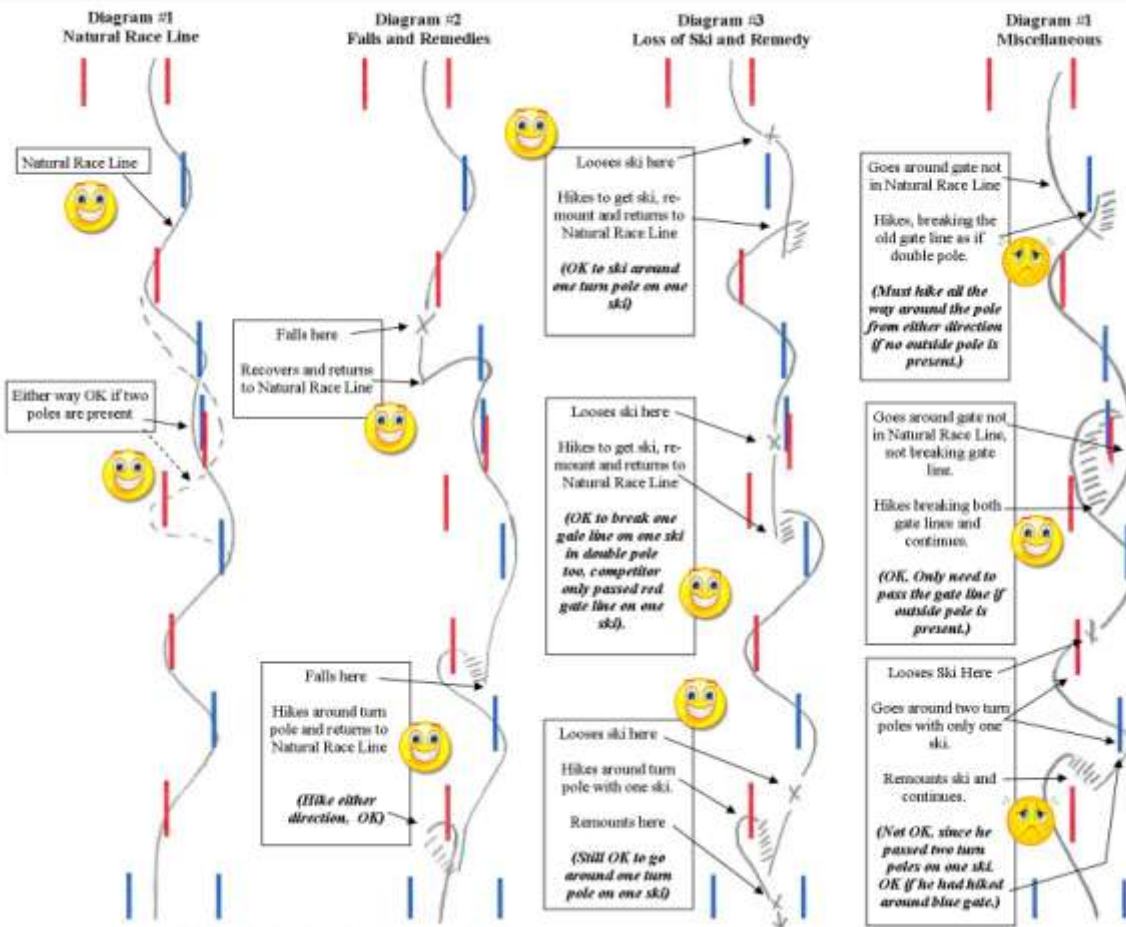 Diagram #1
Natural Race Line
Natural Race Line
Either way OK if two
poles are present
Diagram #2
Falls and Remedies
Falls here
Recovers and returns
to Natural Race Line
Falls here
Hikes around turn
pole and returns to
Natural Race Line
(Hike either
direction, OK)
Diagram #3
Loss of Ski and Remedy
Looses ski here
Hikes to get ski, re-
mount and returns to
Natural Race Line
(OK to ski around
one turn pole on one
ski)
Looses ski here
Hikes to get ski, re-
mount and returns to
Natural Race Line
(OK to break one
gate line on one ski
in double pole
too, competitor
only passed red
gate line on one
ski).
Looses ski here
Hikes around turn
pole with one ski.
Remounts here
(Still OK to go
around one turn
pole on one ski)
Diagram #1
Miscellaneous
Goes around gate not
in Natural Race Line
Hikes, breaking the
old gate line as if
double pole.
(Must hike all the
way around the pole
from either direction
if no outside pole is
present.)
Goes around gate not
in Natural Race Line,
not breaking gate
line.
Hikes breaking both
gate lines and
continues.
(OK, Only need to
pass the gate line if
outside pole is
present.)
Looses Ski Here
Goes around two turn
poles with only one
ski.
Remounts ski and
continues.
(Not OK, since he
passed two turn
poles on one ski.
OK if he had hiked
around blue gate.)